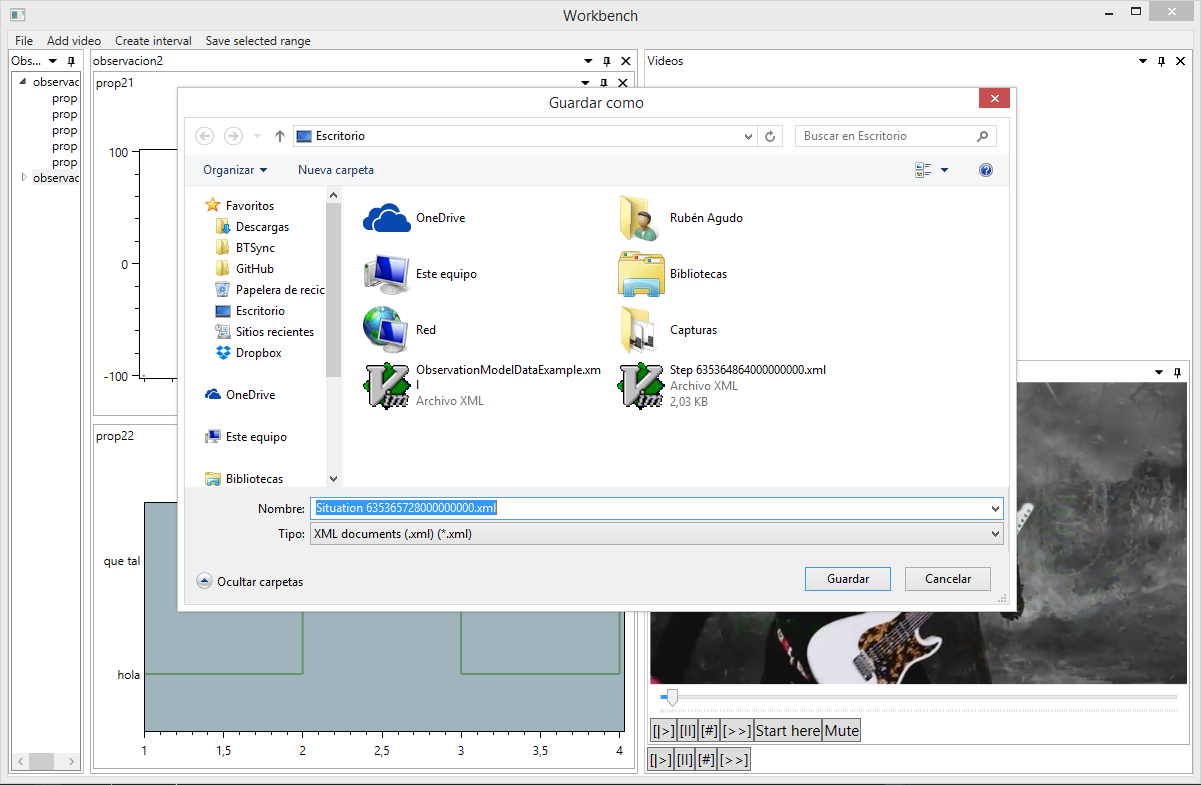 Workbench
File Add video Create interval Save selected range
Obs...
observac
prop
prop
prop
prop
prop
observac
observacion2
prop21
100
0
-100
prop22
que tal
hola
1 1,5 2 2,5 3 3,5 4
Videos
Guardar como
Escritorio
Buscar en Escritorio
Organizar Nueva carpeta
Favoritos
Descargas
BTSync
GitHub
Papelera de recic
Escritorio
Sitios recientes
Dropbox
OneDrive
Este equipo
Bibliotecas
OneDrive
Rubén Agudo
Este equipo
Bibliotecas
Red
Capturas
ObservationModelDataExample.xm
l
Archivo XML
Step 635364864000000000.xml
Archivo XML
2,03 KB
Nombre: Situation 635365728000000000.xml
Tipo: XML documents (.xml) (*.xml)
Ocultar carpetas
Guardar Cancelar
[|>] [||] [#] [>>] Start here Mute
[|>] [||] [#] [>>]